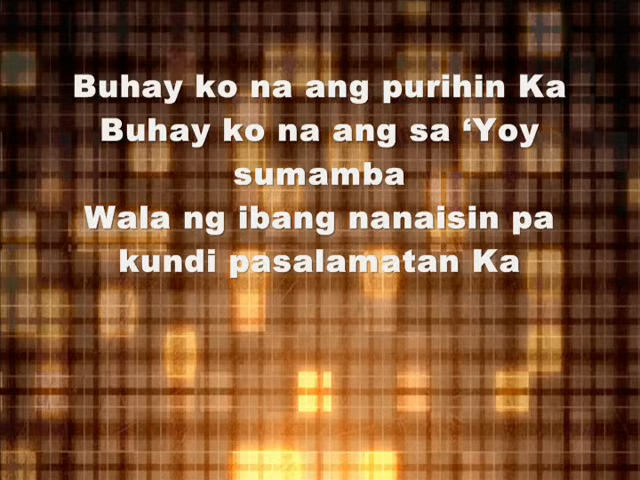 Buhay ko na ang purihin Ka
Buhay ko na ang sa ‘Yoy
sumamba
Wala ng ibang nanaisin pa
kundi pasalamatan Ka